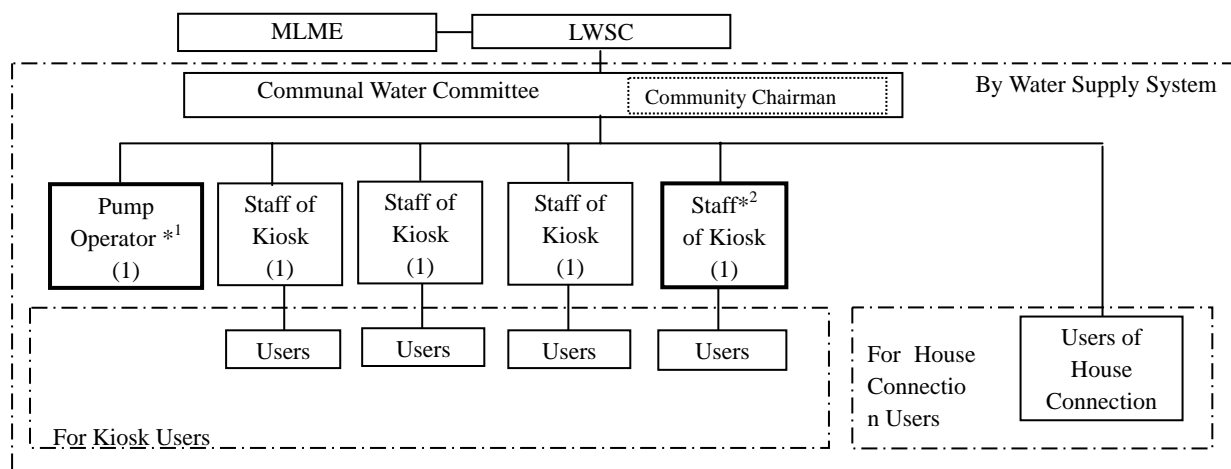 MLME
LWSC
By Water Supply System
Communal Water Committee
Community Chairman
Pump
Operator *1
(1)
Staff of
Kiosk
(1)
Staff of
Kiosk
(1)
Staff of
Kiosk
(1)
Staff*2
of Kiosk
(1)
Users
Users
Users
Users
For Kiosk Users
For House
Connectio
n Users
Users of
House
Connection